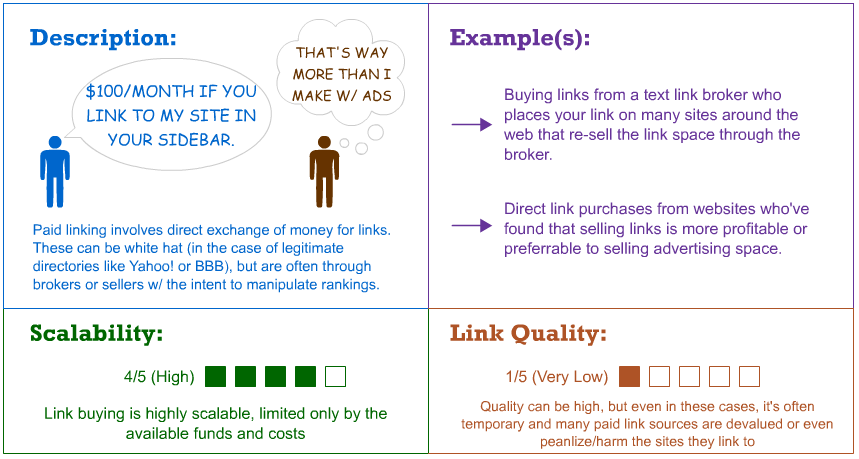 Description:
$100/MONTH IF YOU
LINK TO MY SITE IN
YOUR SIDEBAR.
THAT'S WAY
MORE THAN I
MAKE W/ ADS
Paid linking involves direct exchange of money for links.
These can be white hat (in the case of legitimate
directories like Yahoo! or BBB), but are often through
brokers or sellers w/ the intent to manipulate rankings.
Example(s):
Buying links from a text link broker who
places your link on many sites around the
web that re-sell the link space through the
broker.
Direct link purchases from websites who've
found that selling links is more profitable or
preferrable to selling advertising space.
Scalability:
4/5 (High)
Link buying is highly scalable, limited only by the
available funds and costs
Link Quality:
1/5 (Very Low)
Quality can be high, but even in these cases, it's often
temporary and many paid link sources are devalued or even
peanlize/harm the sites they link to